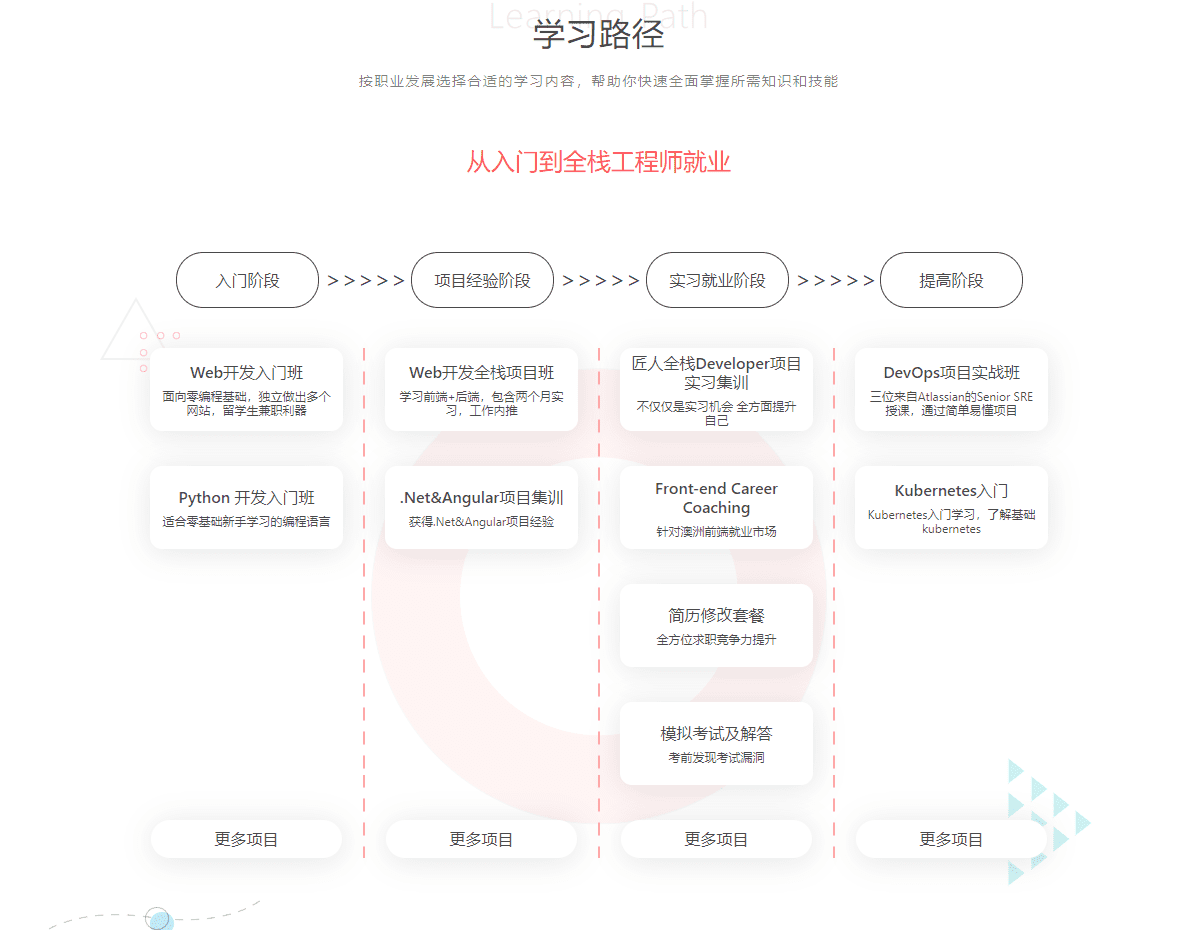 Learning Path
学习路径
按职业发展选择合适的学习内容，帮助你快速全面掌握所需知识和技能
从入门到全栈工程师就业
入门阶段 > > > > > 项目经验阶段 > > > > > 实习就业阶段 > > > > > 提高阶段
Web开发入门班
面向零编程基础，独立做出多个
网站，留学生兼职利器
Python 开发入门班
适合零基础新手学习的编程语言
更多项目
Web开发全栈项目班
学习前端+后端，包含两个月实
习，工作内推
.Net&Angular项目集训
获得.Net&Angular项目经验
更多项目
匠人全栈Developer项目
实习集训
不仅仅是实习机会 全方面提升
自己
Front-end Career
Coaching
针对澳洲前端就业市场
简历修改套餐
全方位求职竞争力提升
模拟考试及解答
考前发现考试漏洞
更多项目
DevOps项目实战班
三位来自Atlassian的Senior SRE
授课，通过简单易懂项目
Kubernetes入门
Kubernetes入门学习，了解基础
kubernetes
更多项目